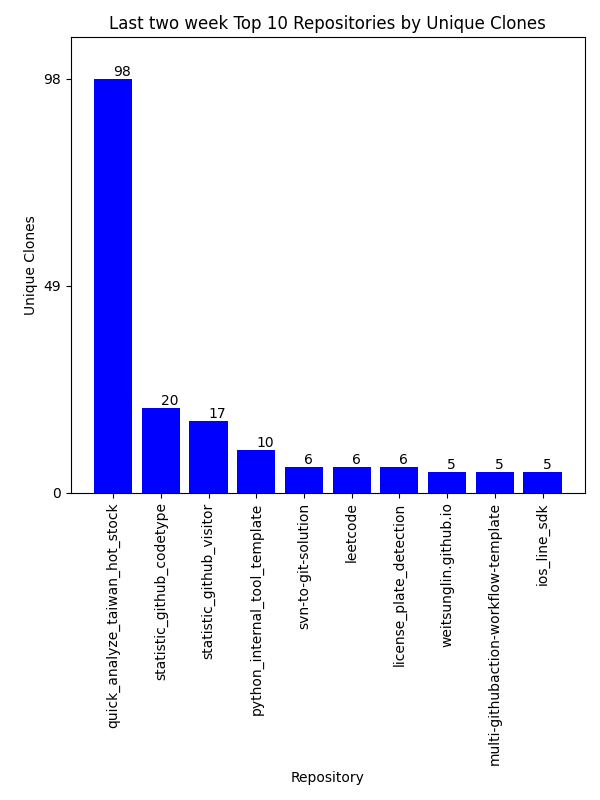 Last two week Top 10 Repositories by Unique Clones
Unique Clones
98
49
0
98
20
17
10
6
6
6
5
5
5
quick_analyze_taiwan_hot_stock
statistic_github_codetype
statistic_github_visitor
python_internal_tool_template
svn-to-git-solution
leetcode
license_plate_detection
weitsunglin.github.io
multi-githubaction-workflow-template
ios_line_sdk
Repository